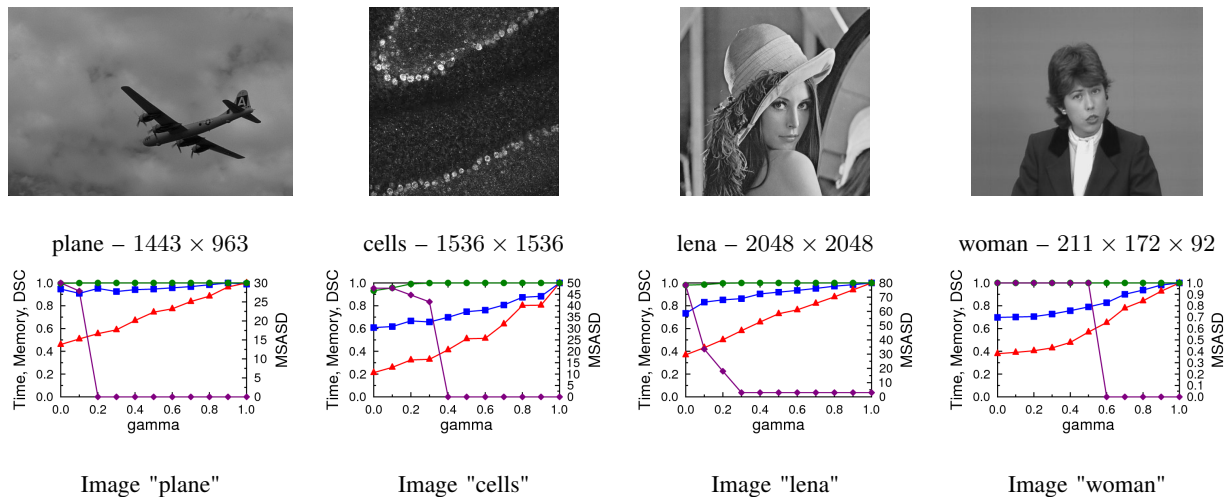 plane – 1443 × 963
cells – 1536 × 1536
lena – 2048 × 2048
woman – 211 × 172 × 92
Time, Memory, DSC
1.0
0.8
0.6
0.4
0.2
0.0
0.0 0.2 0.4 0.6 0.8 1.0
gamma
30
25
20
15
10
5
0
MSASD
Time, Memory, DSC
1.0
0.8
0.6
0.4
0.2
0.0
0.0 0.2 0.4 0.6 0.8 1.0
gamma
50
45
40
35
30
25
20
15
10
5
0
MSASD
Time, Memory, DSC
1.0
0.8
0.6
0.4
0.2
0.0
0.0 0.2 0.4 0.6 0.8 1.0
gamma
80
70
60
50
40
30
20
10
0
MSASD
Time, Memory, DSC
1.0
0.8
0.6
0.4
0.2
0.0
0.0 0.2 0.4 0.6 0.8 1.0
gamma
1.0
0.9
0.8
0.7
0.6
0.5
0.4
0.3
0.2
0.1
0.0
MSASD
Image "plane"
Image "cells"
Image "lena"
Image "woman"